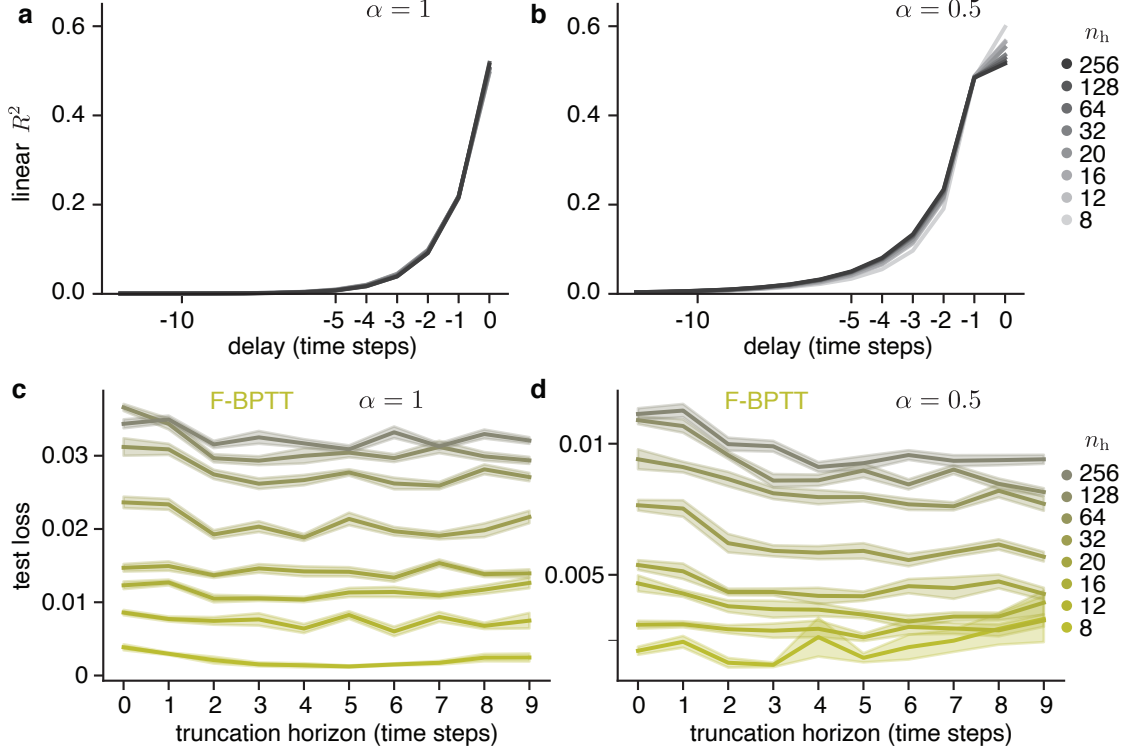 a
α = 1
0.6
0.4
0.2
0.0
linear R²
-10 -5 -4 -3 -2 -1 0
delay (time steps)
b
α = 0.5
0.6
0.4
0.2
0.0
-10 -5 -4 -3 -2 -1 0
delay (time steps)
nₕ
256
128
64
32
20
16
12
8
c
F-BPTT α = 1
0.03
0.02
0.01
0
test loss
0 1 2 3 4 5 6 7 8 9
truncation horizon (time steps)
d
F-BPTT α = 0.5
0.01
0.005
0 1 2 3 4 5 6 7 8 9
truncation horizon (time steps)
nₕ
256
128
64
32
20
16
12
8